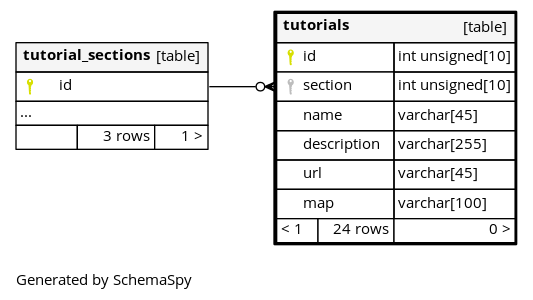 tutorial_sections [table]
id
...
3 rows 1 >
tutorials [table]
id int unsigned[10]
section int unsigned[10]
name varchar[45]
description varchar[255]
url varchar[45]
map varchar[100]
< 1 24 rows 0 >
Generated by SchemaSpy